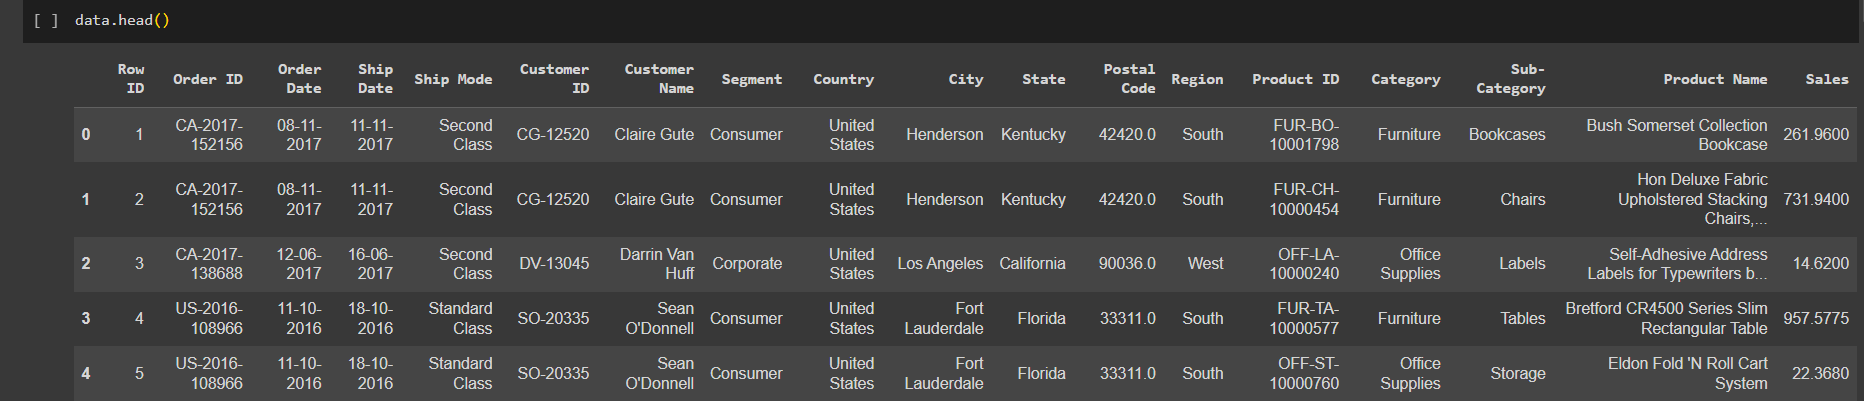 [ ] data.head()
Row ID Order ID Order Date Ship Date Ship Mode Customer ID Customer Name Segment Country City State Postal Code Region Product ID Category Sub-Category Product Name Sales
0 1 CA-2017-152156 08-11-2017 11-11-2017 Second Class CG-12520 Claire Gute Consumer United States Henderson Kentucky 42420.0 South FUR-BO-10001798 Furniture Bookcases Bush Somerset Collection Bookcase 261.9600
1 2 CA-2017-152156 08-11-2017 11-11-2017 Second Class CG-12520 Claire Gute Consumer United States Henderson Kentucky 42420.0 South FUR-CH-10000454 Furniture Chairs Hon Deluxe Fabric Upholstered Stacking Chairs,... 731.9400
2 3 CA-2017-138688 12-06-2017 16-06-2017 Second Class DV-13045 Darrin Van Huff Corporate United States Los Angeles California 90036.0 West OFF-LA-10000240 Office Supplies Labels Self-Adhesive Address Labels for Typewriters b... 14.6200
3 4 US-2016-108966 11-10-2016 18-10-2016 Standard Class SO-20335 Sean O'Donnell Consumer United States Fort Lauderdale Florida 33311.0 South FUR-TA-10000577 Furniture Tables Bretford CR4500 Series Slim Rectangular Table 957.5775
4 5 US-2016-108966 11-10-2016 18-10-2016 Standard Class SO-20335 Sean O'Donnell Consumer United States Fort Lauderdale Florida 33311.0 South OFF-ST-10000760 Office Supplies Storage Eldon Fold 'N Roll Cart System 22.3680